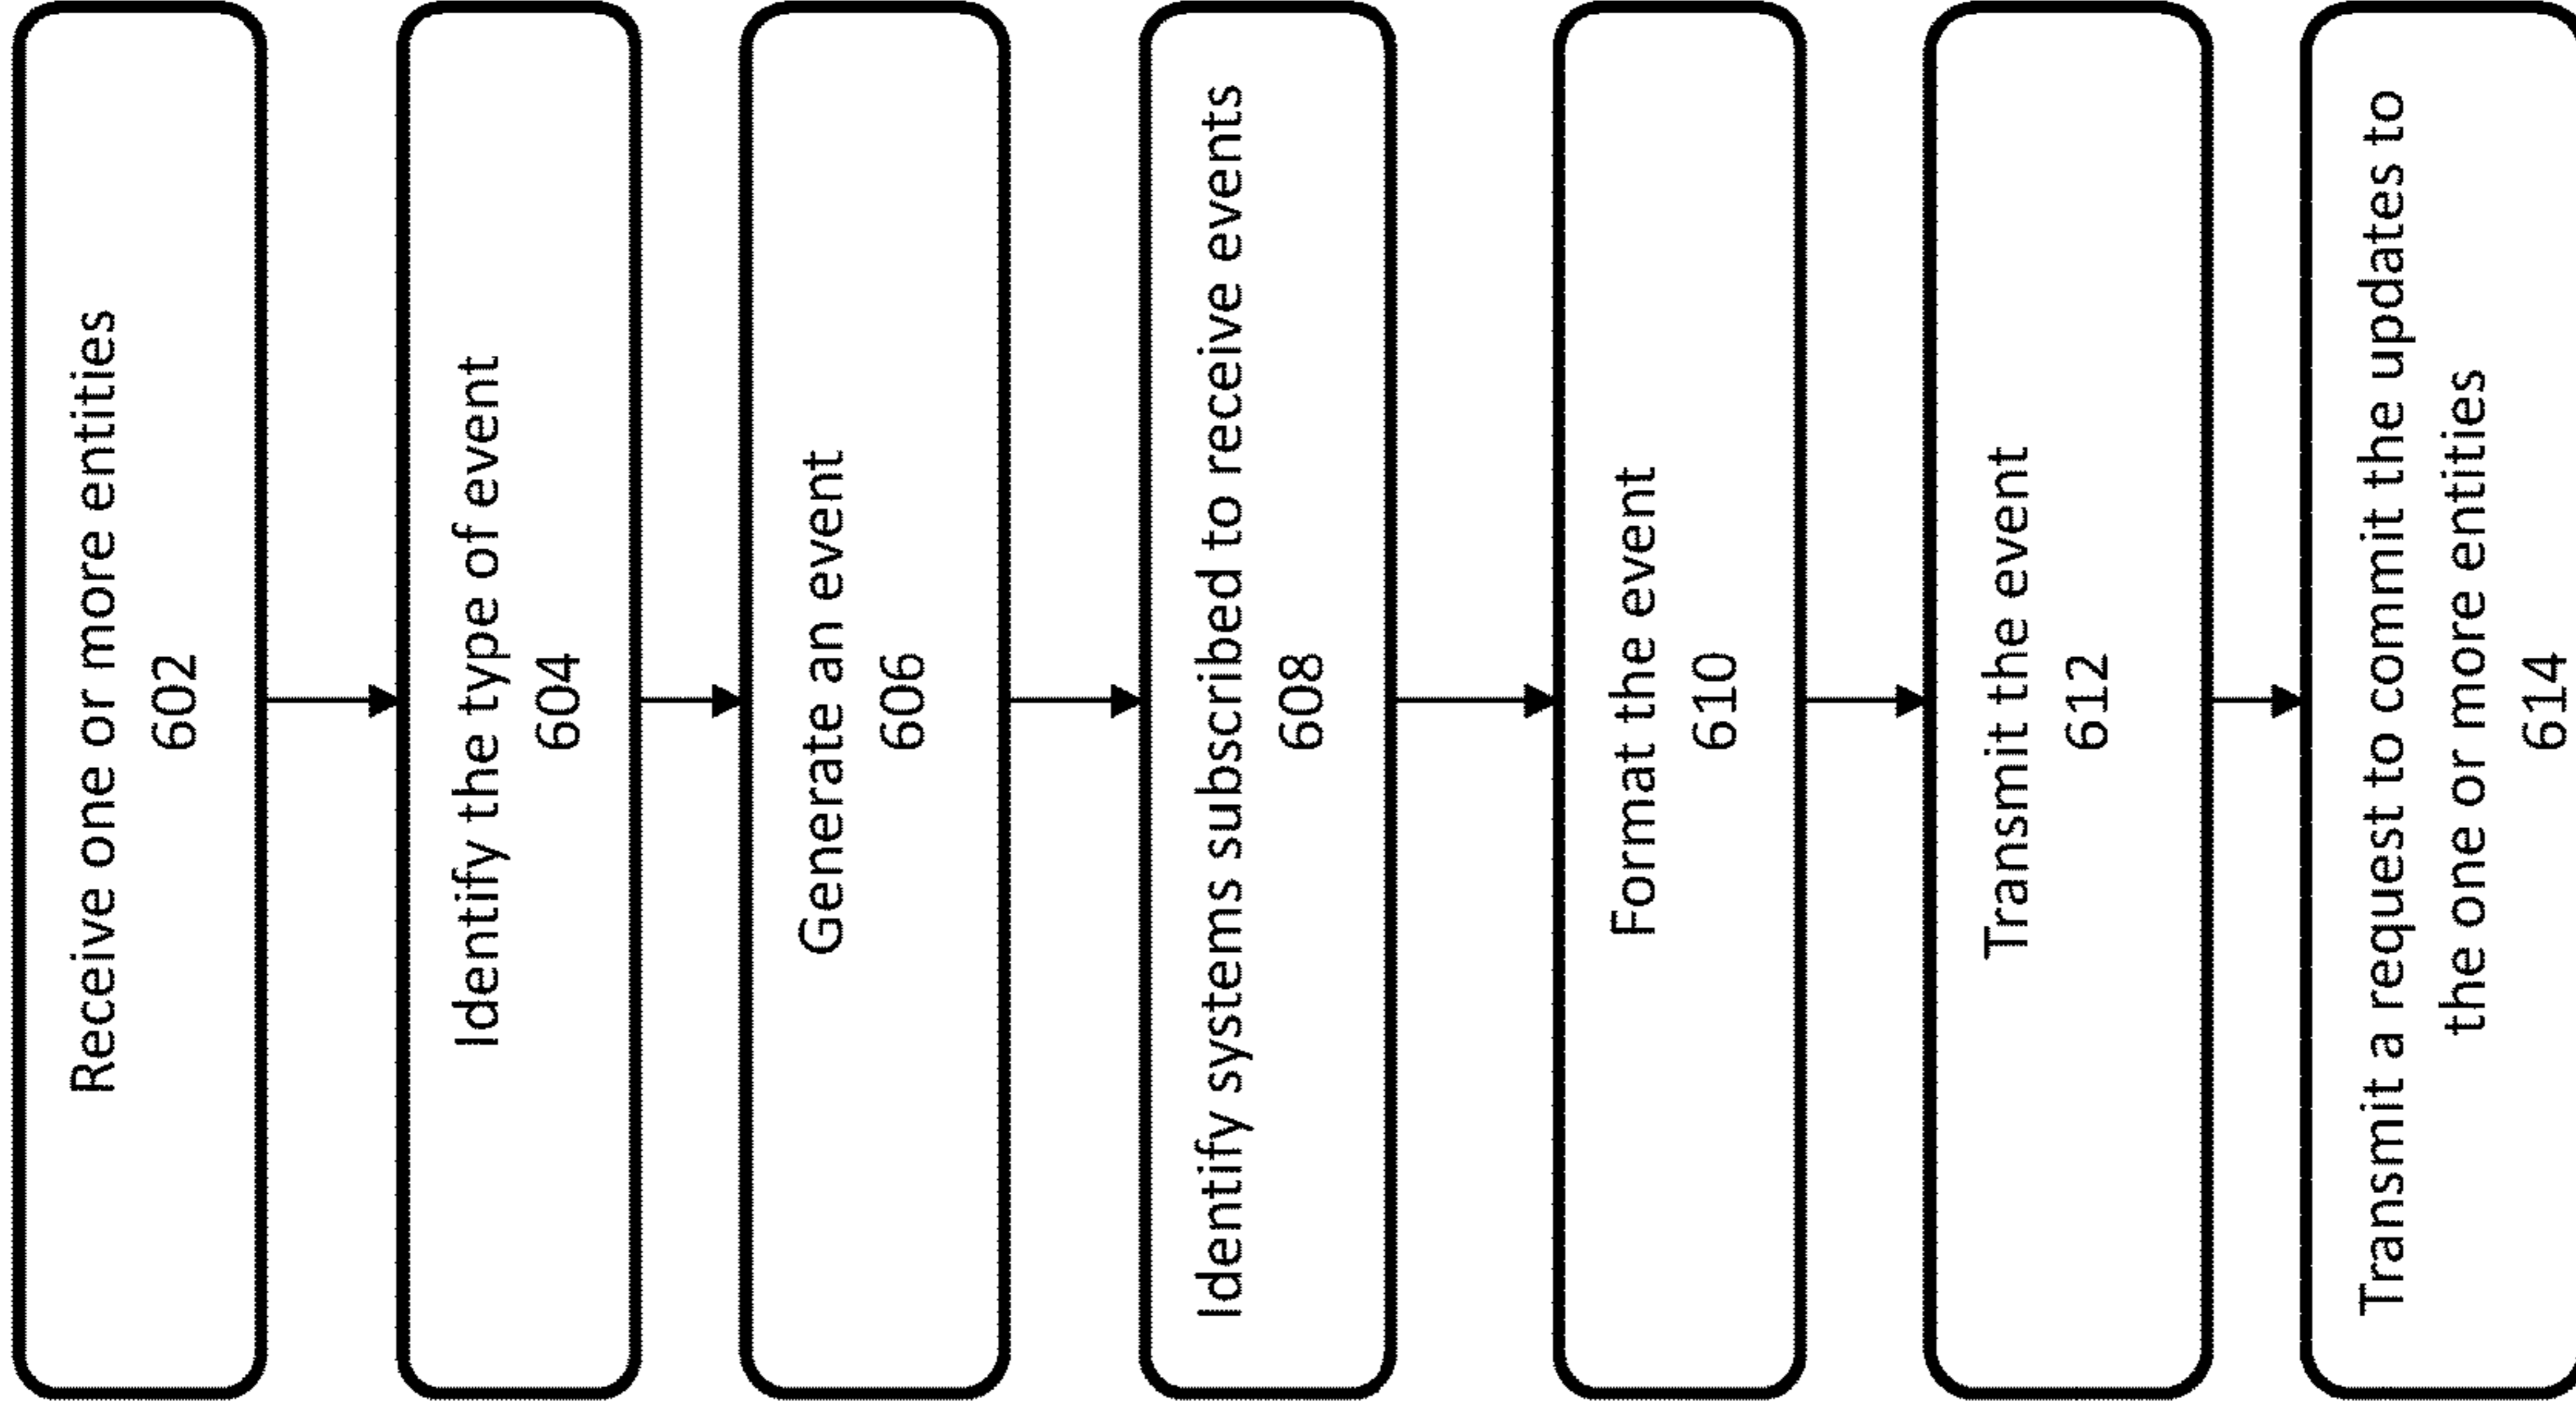 Receive one or more entities
602
Identify the type of event
604
Generate an event
606
Identify systems subscribed to receive events
608
Format the event
610
Transmit the event
612
Transmit a request to commit the updates to
the one or more entities
614